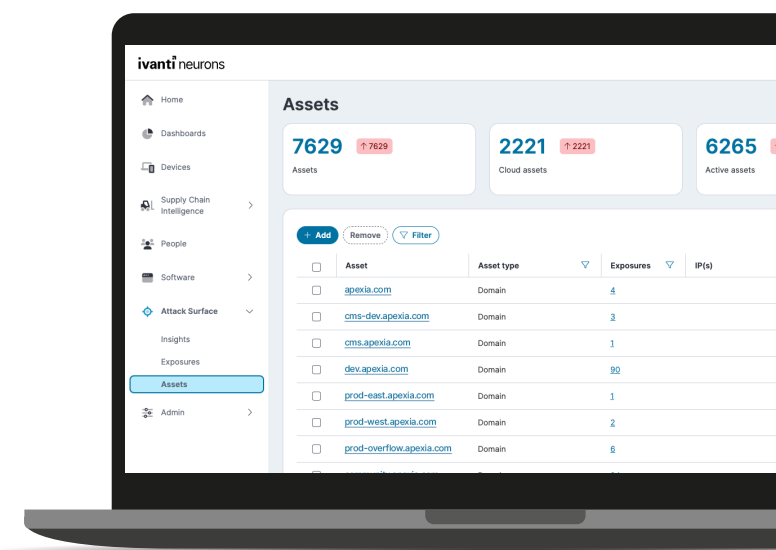 ivanti neurons
Home
Dashboards
Devices
Supply Chain
Intelligence
People
Software
Attack Surface
Insights
Exposures
Assets
Admin
Assets
7629 ↑ 7629
Assets
2221 ↑ 2221
Cloud assets
6265
Active assets
+ Add Remove Filter
Asset Asset type Exposures IP(s)
apexia.com Domain 4
cms-dev.apexia.com Domain 3
cms.apexia.com Domain 1
dev.apexia.com Domain 90
prod-east.apexia.com Domain 1
prod-west.apexia.com Domain 2
prod-overflow.apexia.com Domain 6